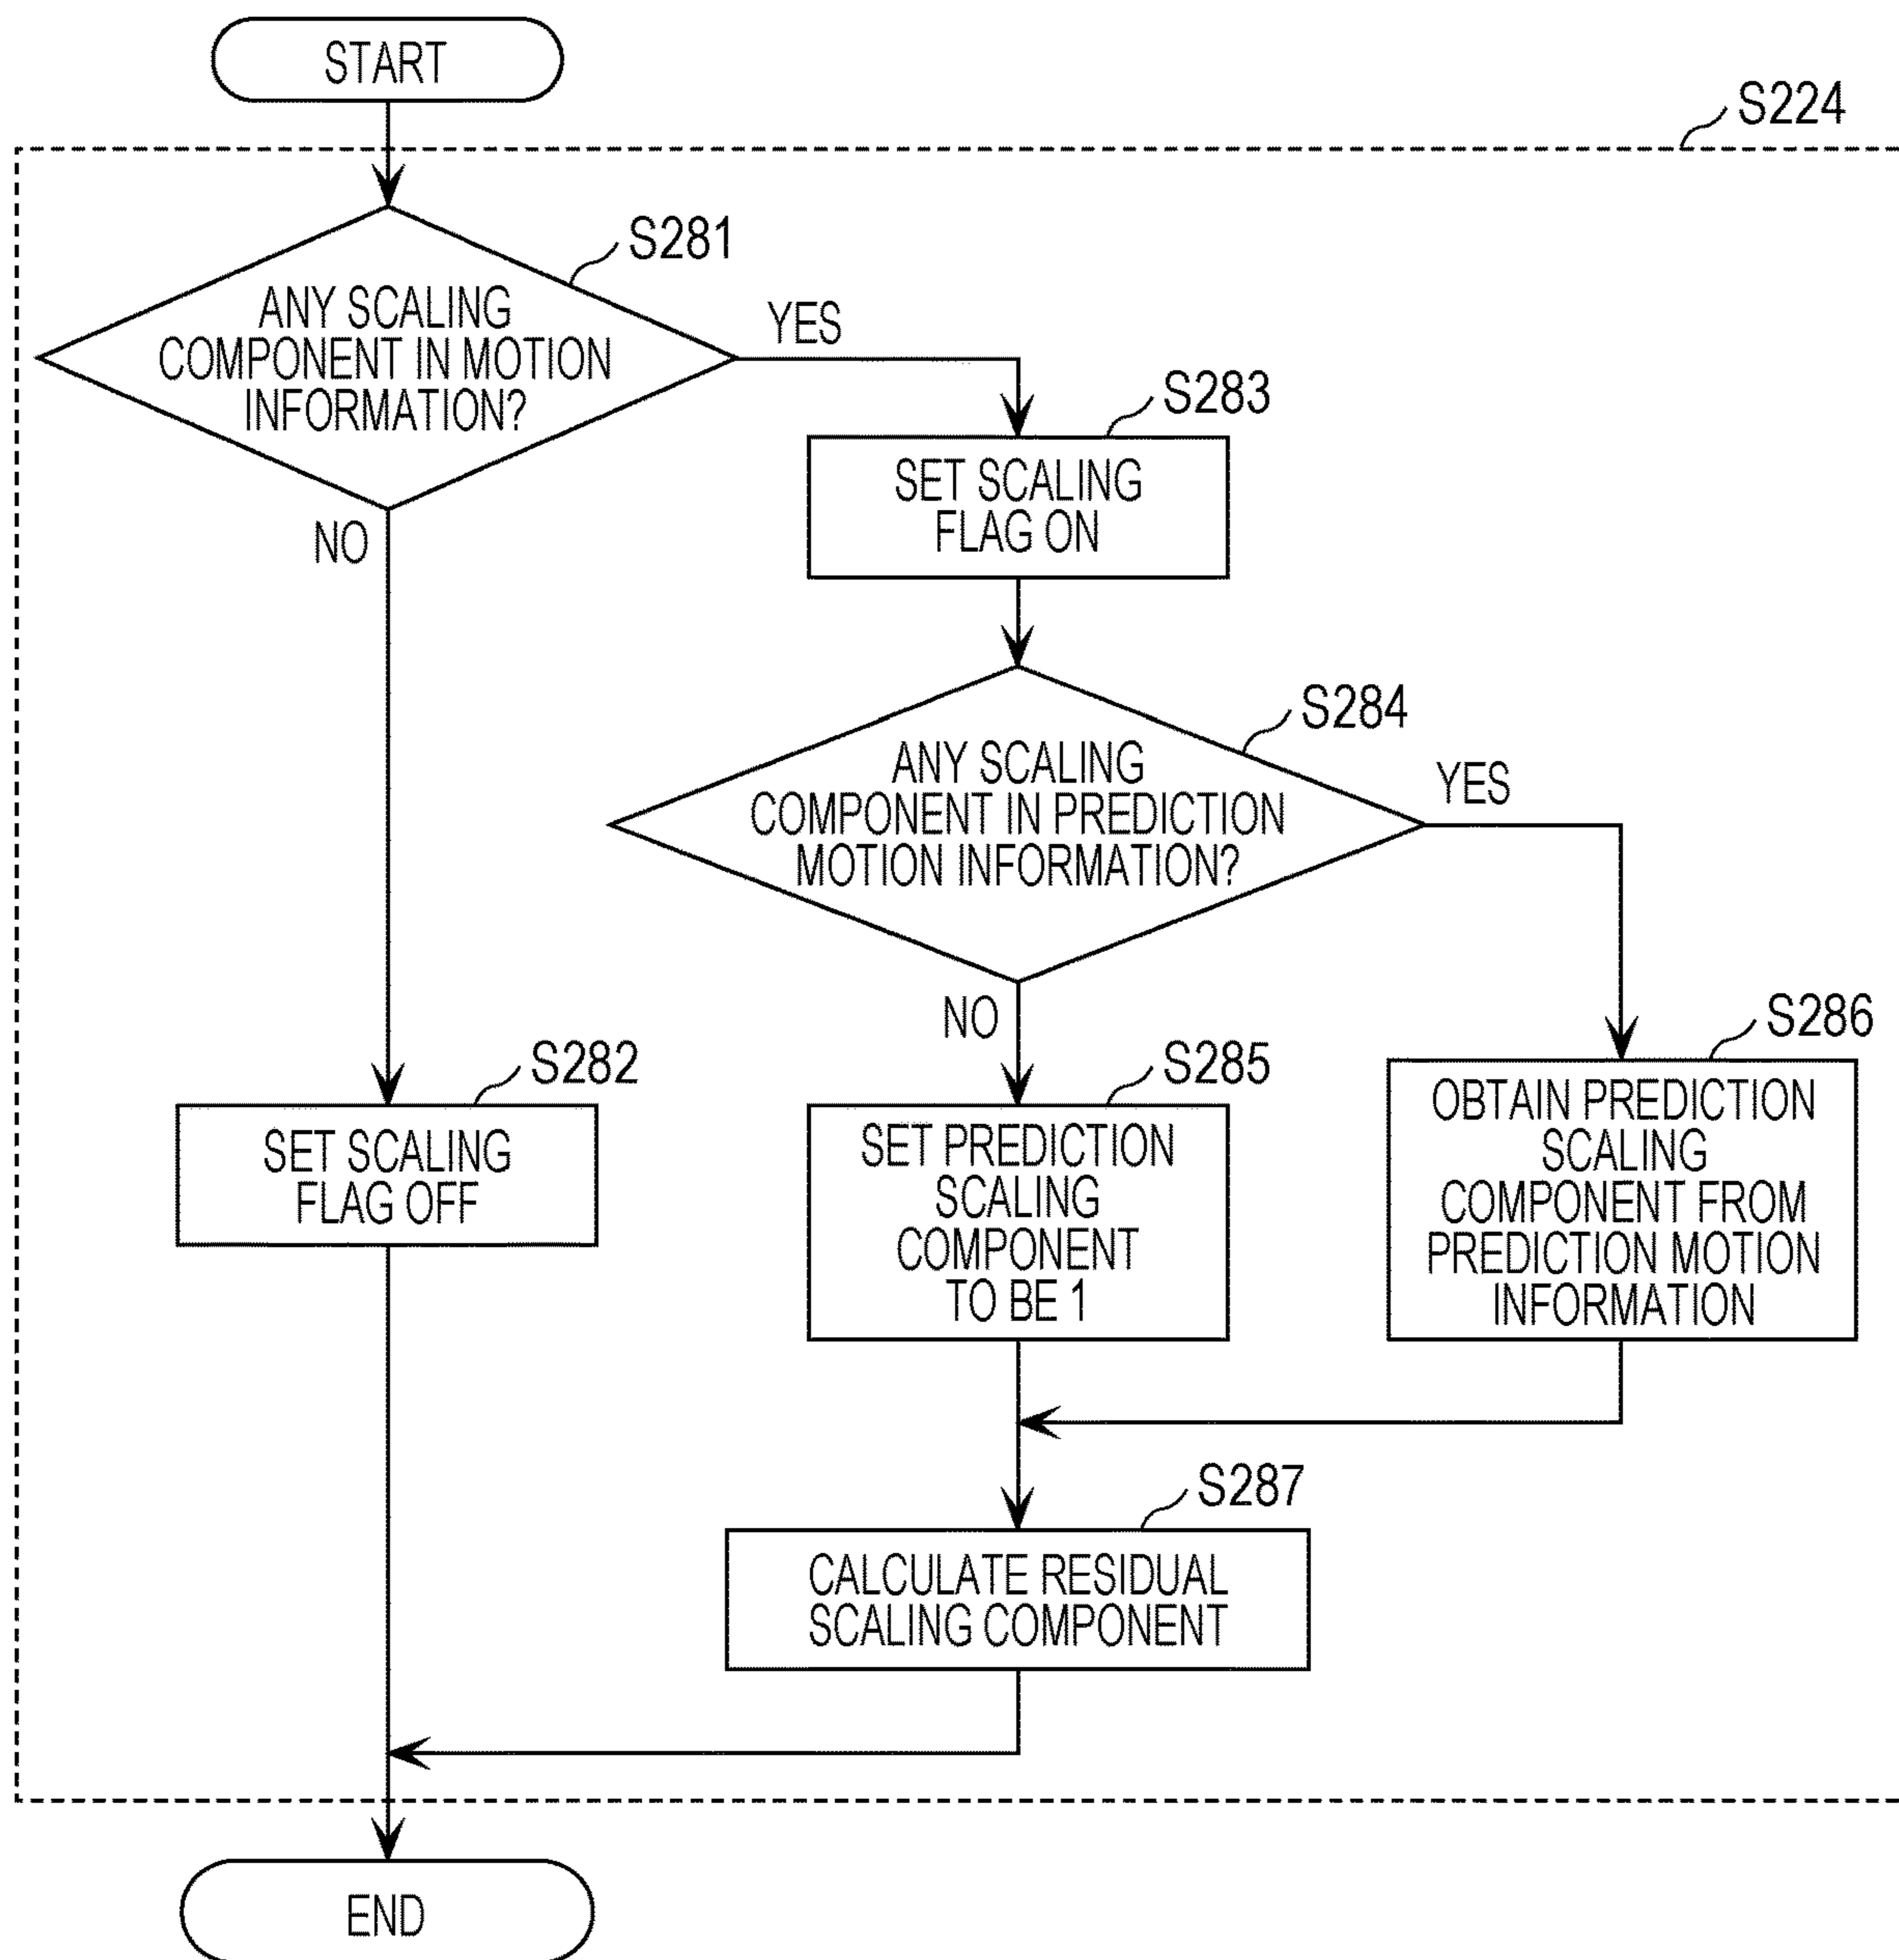 START
S224
S281
ANY SCALING
COMPONENT IN MOTION
INFORMATION?
YES
NO
S283
SET SCALING
FLAG ON
S284
ANY SCALING
COMPONENT IN PREDICTION
MOTION INFORMATION?
YES
NO
S282
SET SCALING
FLAG OFF
S285
SET PREDICTION
SCALING
COMPONENT
TO BE 1
S286
OBTAIN PREDICTION
SCALING
COMPONENT FROM
PREDICTION MOTION
INFORMATION
S287
CALCULATE RESIDUAL
SCALING COMPONENT
END